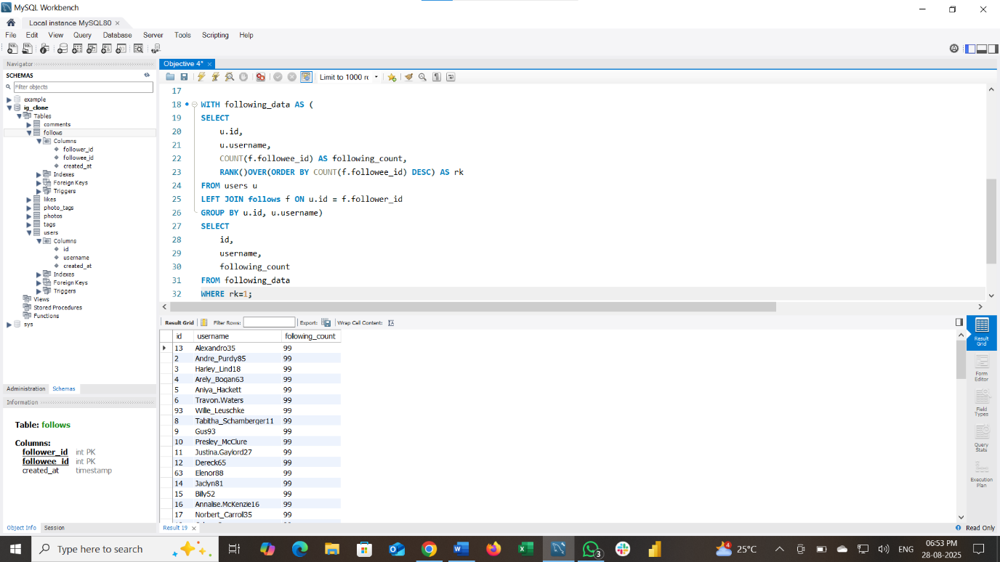 MySQL Workbench
Local instance MySQL80
File Edit View Query Database Server Tools Scripting Help
Navigator
SCHEMAS
Filter objects
example
ig_clone
Tables
comments
follows
Columns
follower_id
followee_id
created_at
Indexes
Foreign Keys
Triggers
likes
photo_tags
photos
tags
users
Columns
id
username
created_at
Indexes
Foreign Keys
Triggers
Views
Stored Procedures
Functions
sys
Administration Schemas
Information
Table: follows
Columns:
follower_id int PK
followee_id int PK
created_at timestamp
Object Info Session
Objective 4*
Limit to 1000 r
17
18 WITH following_data AS (
19 SELECT
20 u.id,
21 u.username,
22 COUNT(f.followee_id) AS following_count,
23 RANK()OVER(ORDER BY COUNT(f.followee_id) DESC) AS rk
24 FROM users u
25 LEFT JOIN follows f ON u.id = f.follower_id
26 GROUP BY u.id, u.username)
27 SELECT
28 id,
29 username,
30 following_count
31 FROM following_data
32 WHERE rk=1;
Result Grid Filter Rows: Export: Wrap Cell Content:
id username following_count
13 Alexandro35 99
2 Andre_Purdy85 99
3 Harley_Lind18 99
4 Arely_Bogan63 99
5 Aniya_Hackett 99
6 Travon.Waters 99
93 Willie_Leuschke 99
8 Tabitha_Schamberger11 99
9 Gus93 99
10 Presley_McClure 99
11 Justina.Gaylord27 99
12 Dereck65 99
63 Elenor88 99
14 Jaclyn81 99
15 Billy52 99
16 Annalise.McKenzie16 99
17 Norbert_Carroll35 99
Result Grid
Form Editor
Field Types
Query Stats
Execution Plan
Result 19
Read Only
Type here to search
3
4
25°C
ENG
06:53 PM
28-08-2025